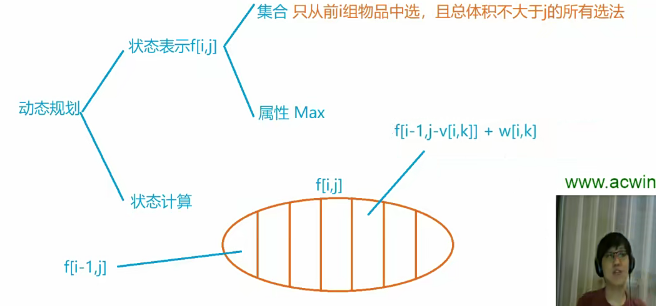 集合 只从前i组物品中选，且总体积不大于j的所有选法
状态表示f[i,j]
动态规划
属性 Max
f[i-1,j-v[i,k]] + w[i,k]
f[i,j]
www.acwin
状态计算
f[i-1,j]